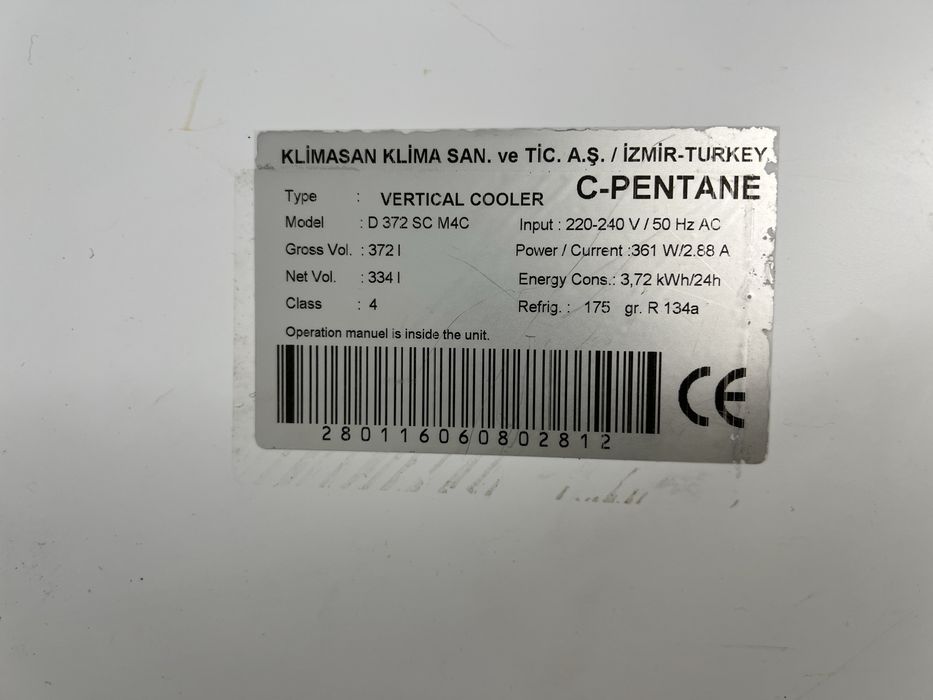 KLİMASAN KLİMA SAN. ve TİC. A.Ş. / İZMİR-TURKEY
C-PENTANE
Type : VERTICAL COOLER
Model : D 372 SC M4C Input : 220-240 V / 50 Hz AC
Gross Vol. : 372 l Power / Current :361 W/2.88 A
Net Vol. : 334 l Energy Cons.: 3,72 kWh/24h
Class : 4 Refrig. : 175 gr. R 134a
Operation manuel is inside the unit.
CE
280116060802812